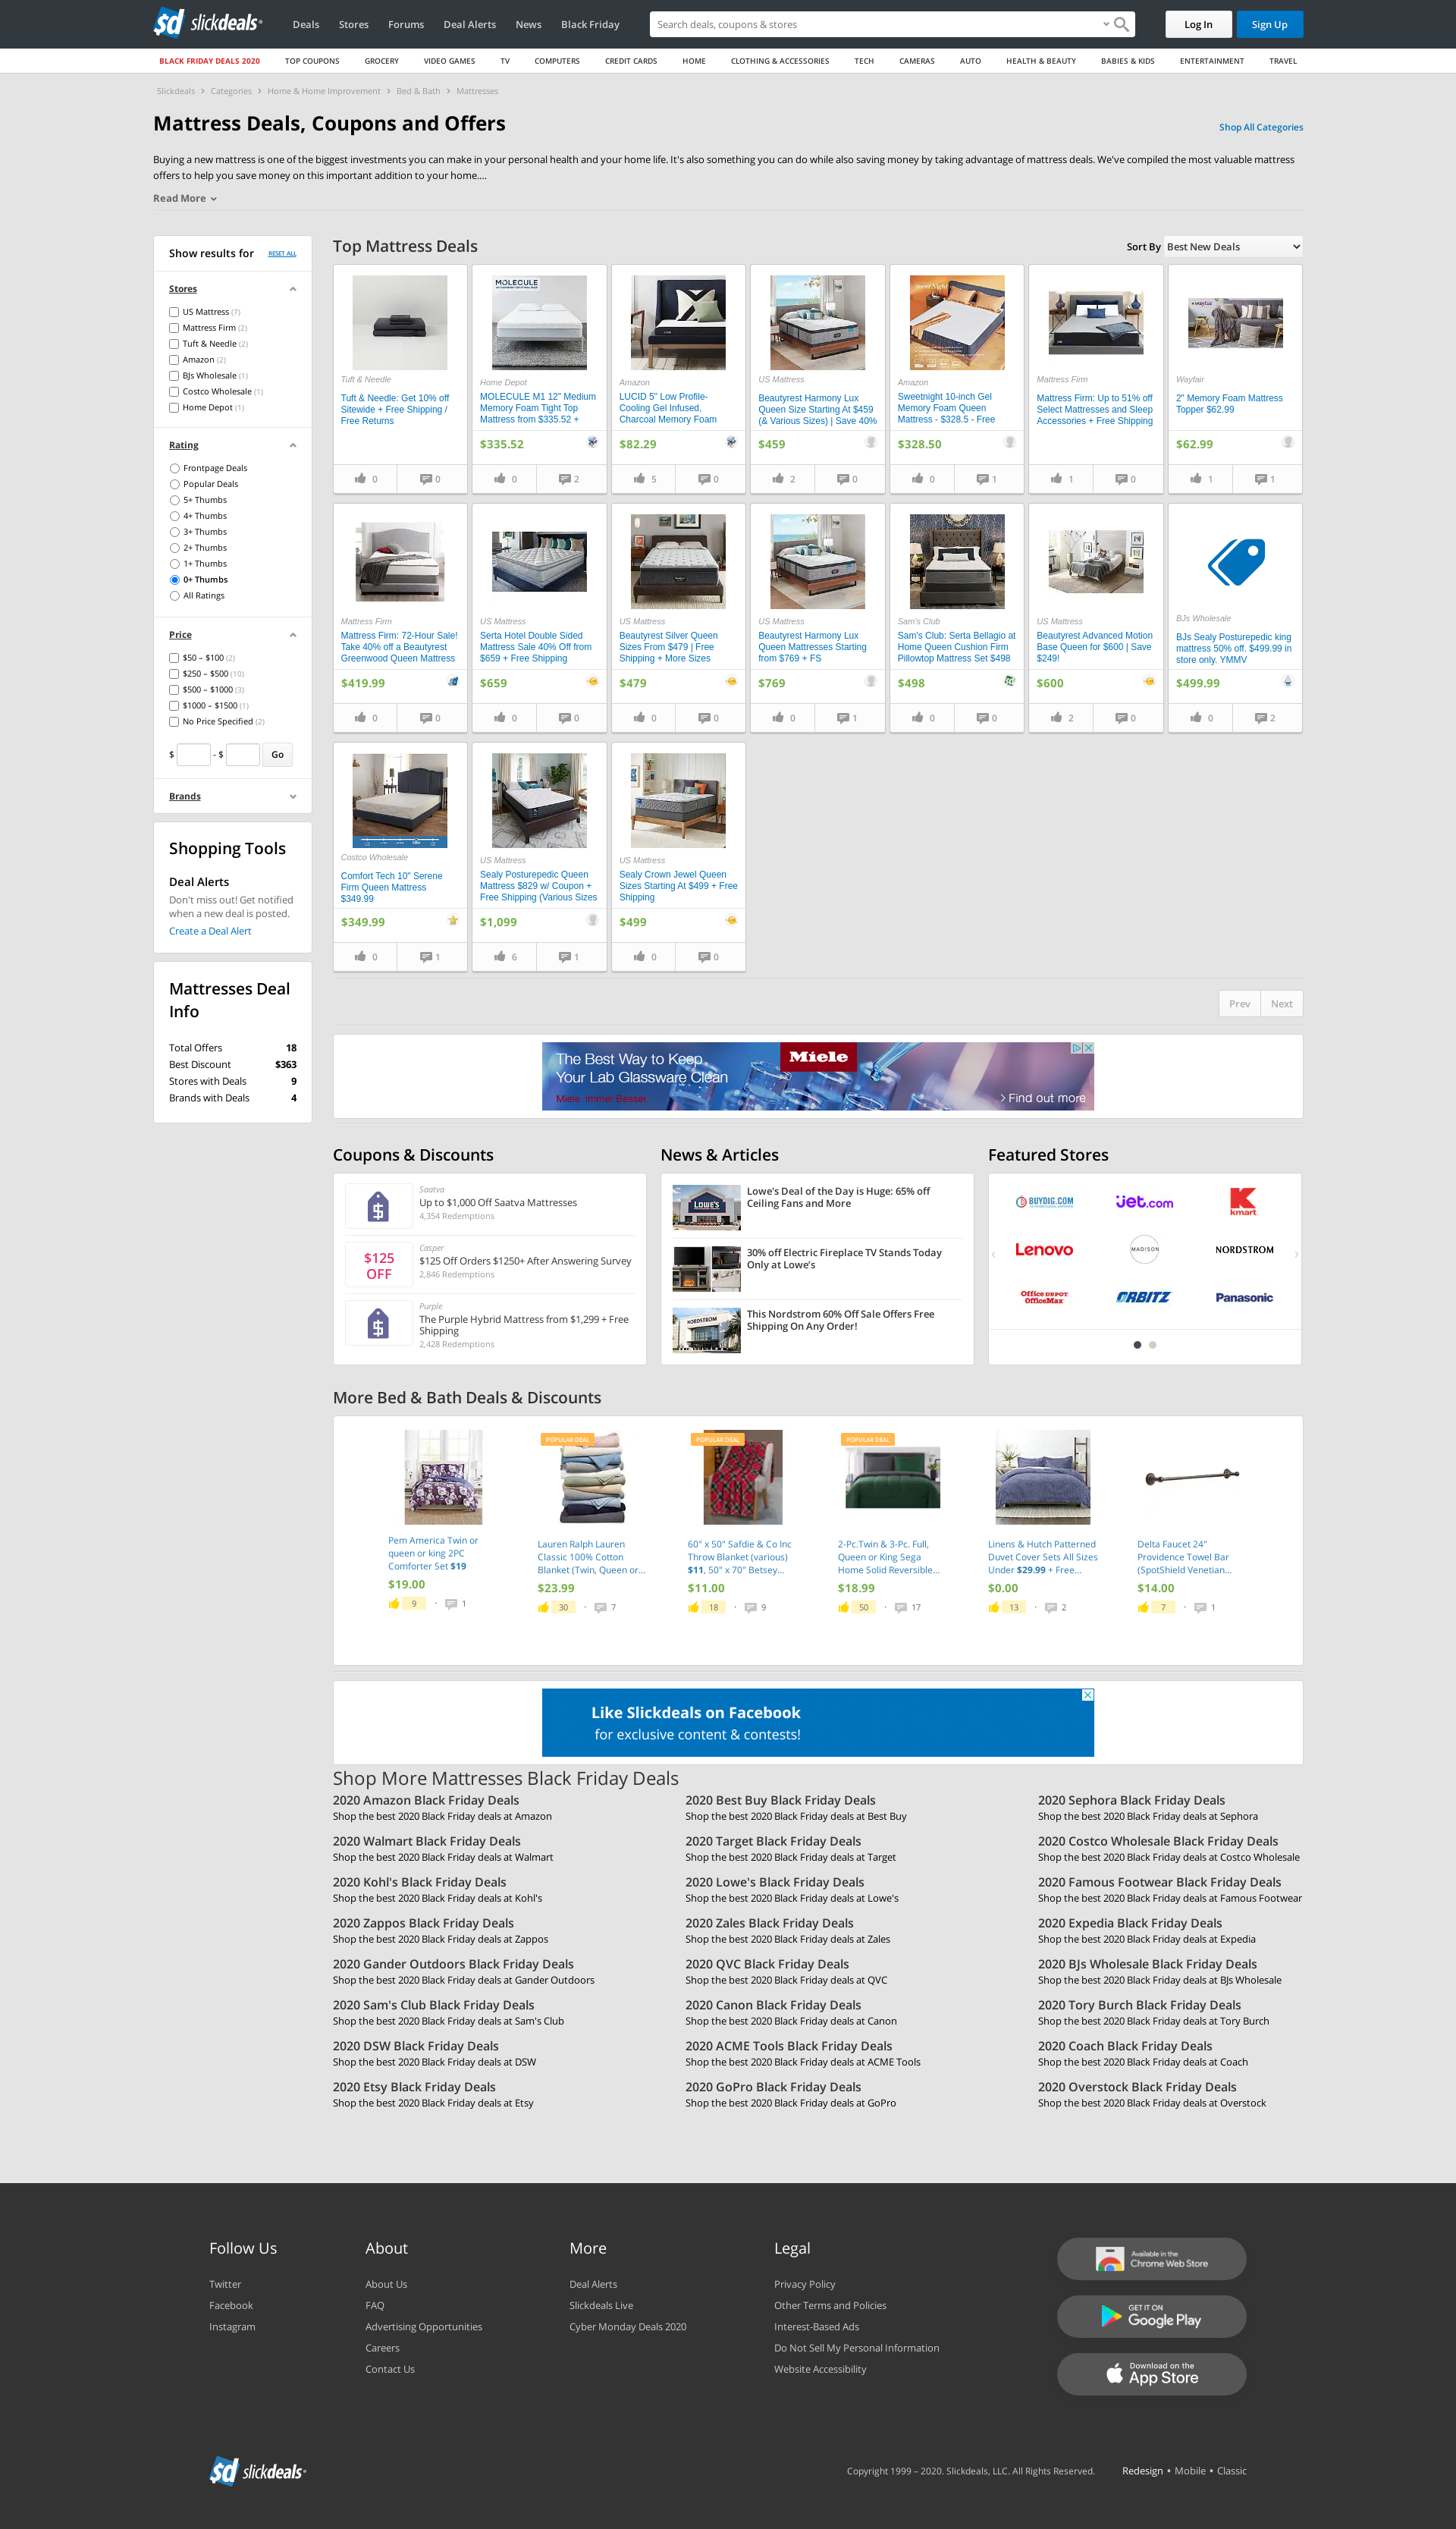 slickdeals
Deals Stores Forums Deal Alerts News Black Friday
Search deals, coupons & stores
Log In Sign Up
BLACK FRIDAY DEALS 2020 TOP COUPONS GROCERY VIDEO GAMES TV COMPUTERS CREDIT CARDS HOME CLOTHING & ACCESSORIES TECH CAMERAS AUTO HEALTH & BEAUTY BABIES & KIDS ENTERTAINMENT TRAVEL
Slickdeals › Categories › Home & Home Improvement › Bed & Bath › Mattresses
Mattress Deals, Coupons and Offers
Shop All Categories
Buying a new mattress is one of the biggest investments you can make in your personal health and your home life. It's also something you can do while also saving money by taking advantage of mattress deals. We've compiled the most valuable mattress
offers to help you save money on this important addition to your home....
Read More
Show results for RESET ALL
Stores
US Mattress (7)
Mattress Firm (2)
Tuft & Needle (2)
Amazon (2)
BJs Wholesale (1)
Costco Wholesale (1)
Home Depot (1)
Rating
Frontpage Deals
Popular Deals
5+ Thumbs
4+ Thumbs
3+ Thumbs
2+ Thumbs
1+ Thumbs
0+ Thumbs
All Ratings
Price
$50 – $100 (2)
$250 – $500 (10)
$500 – $1000 (3)
$1000 – $1500 (1)
No Price Specified (2)
$ - $ Go
Brands
Shopping Tools
Deal Alerts
Don't miss out! Get notified
when a new deal is posted.
Create a Deal Alert
Mattresses Deal
Info
Total Offers 18
Best Discount $363
Stores with Deals 9
Brands with Deals 4
Top Mattress Deals
Sort By Best New Deals
Tuft & Needle
Tuft & Needle: Get 10% off
Sitewide + Free Shipping /
Free Returns
0 0
MOLECULE
Home Depot
MOLECULE M1 12" Medium
Memory Foam Tight Top
Mattress from $335.52 +
$335.52
0 2
Amazon
LUCID 5" Low Profile-
Cooling Gel Infused,
Charcoal Memory Foam
$82.29
5 0
US Mattress
Beautyrest Harmony Lux
Queen Size Starting At $459
(& Various Sizes) | Save 40%
$459
2 0
Sweet Night
Amazon
Sweetnight 10-inch Gel
Memory Foam Queen
Mattress - $328.5 - Free
$328.50
0 1
Mattress Firm
Mattress Firm: Up to 51% off
Select Mattresses and Sleep
Accessories + Free Shipping
1 0
wayfair
Wayfair
2" Memory Foam Mattress
Topper $62.99
$62.99
1 1
Mattress Firm
Mattress Firm: 72-Hour Sale!
Take 40% off a Beautyrest
Greenwood Queen Mattress
$419.99
0 0
US Mattress
Serta Hotel Double Sided
Mattress Sale 40% Off from
$659 + Free Shipping
$659
0 0
US Mattress
Beautyrest Silver Queen
Sizes From $479 | Free
Shipping + More Sizes
$479
0 0
US Mattress
Beautyrest Harmony Lux
Queen Mattresses Starting
from $769 + FS
$769
0 1
Sam's Club
Sam's Club: Serta Bellagio at
Home Queen Cushion Firm
Pillowtop Mattress Set $498
$498
0 0
US Mattress
Beautyrest Advanced Motion
Base Queen for $600 | Save
$249!
$600
2 0
BJs Wholesale
BJs Sealy Posturepedic king
mattress 50% off. $499.99 in
store only. YMMV
$499.99
0 2
Costco Wholesale
Comfort Tech 10" Serene
Firm Queen Mattress
$349.99
$349.99
0 1
US Mattress
Sealy Posturepedic Queen
Mattress $829 w/ Coupon +
Free Shipping (Various Sizes
$1,099
6 1
US Mattress
Sealy Crown Jewel Queen
Sizes Starting At $499 + Free
Shipping
$499
0 0
Prev Next
The Best Way to Keep
Your Lab Glassware Clean
Miele. Immer Besser.
Miele
> Find out more
Coupons & Discounts
Saatva
Up to $1,000 Off Saatva Mattresses
4,354 Redemptions
$125
OFF
Casper
$125 Off Orders $1250+ After Answering Survey
2,846 Redemptions
Purple
The Purple Hybrid Mattress from $1,299 + Free
Shipping
2,428 Redemptions
News & Articles
LOWE'S
Lowe's Deal of the Day is Huge: 65% off
Ceiling Fans and More
30% off Electric Fireplace TV Stands Today
Only at Lowe's
NORDSTROM
This Nordstrom 60% Off Sale Offers Free
Shipping On Any Order!
Featured Stores
BUYDIG.COM Jet.com kmart
Lenovo MADISON NORDSTROM
Office DEPOT
OfficeMax
ORBITZ Panasonic
More Bed & Bath Deals & Discounts
Pem America Twin or
queen or king 2PC
Comforter Set $19
$19.00
9 · 1
POPULAR DEAL
Lauren Ralph Lauren
Classic 100% Cotton
Blanket (Twin, Queen or...
$23.99
30 · 7
POPULAR DEAL
60" x 50" Safdie & Co Inc
Throw Blanket (various)
$11, 50" x 70" Betsey...
$11.00
18 · 9
POPULAR DEAL
2-Pc.Twin & 3-Pc. Full,
Queen or King Sega
Home Solid Reversible...
$18.99
50 · 17
Linens & Hutch Patterned
Duvet Cover Sets All Sizes
Under $29.99 + Free...
$0.00
13 · 2
Delta Faucet 24"
Providence Towel Bar
(SpotShield Venetian...
$14.00
7 · 1
Like Slickdeals on Facebook
for exclusive content & contests!
Shop More Mattresses Black Friday Deals
2020 Amazon Black Friday Deals
Shop the best 2020 Black Friday deals at Amazon
2020 Walmart Black Friday Deals
Shop the best 2020 Black Friday deals at Walmart
2020 Kohl's Black Friday Deals
Shop the best 2020 Black Friday deals at Kohl's
2020 Zappos Black Friday Deals
Shop the best 2020 Black Friday deals at Zappos
2020 Gander Outdoors Black Friday Deals
Shop the best 2020 Black Friday deals at Gander Outdoors
2020 Sam's Club Black Friday Deals
Shop the best 2020 Black Friday deals at Sam's Club
2020 DSW Black Friday Deals
Shop the best 2020 Black Friday deals at DSW
2020 Etsy Black Friday Deals
Shop the best 2020 Black Friday deals at Etsy
2020 Best Buy Black Friday Deals
Shop the best 2020 Black Friday deals at Best Buy
2020 Target Black Friday Deals
Shop the best 2020 Black Friday deals at Target
2020 Lowe's Black Friday Deals
Shop the best 2020 Black Friday deals at Lowe's
2020 Zales Black Friday Deals
Shop the best 2020 Black Friday deals at Zales
2020 QVC Black Friday Deals
Shop the best 2020 Black Friday deals at QVC
2020 Canon Black Friday Deals
Shop the best 2020 Black Friday deals at Canon
2020 ACME Tools Black Friday Deals
Shop the best 2020 Black Friday deals at ACME Tools
2020 GoPro Black Friday Deals
Shop the best 2020 Black Friday deals at GoPro
2020 Sephora Black Friday Deals
Shop the best 2020 Black Friday deals at Sephora
2020 Costco Wholesale Black Friday Deals
Shop the best 2020 Black Friday deals at Costco Wholesale
2020 Famous Footwear Black Friday Deals
Shop the best 2020 Black Friday deals at Famous Footwear
2020 Expedia Black Friday Deals
Shop the best 2020 Black Friday deals at Expedia
2020 BJs Wholesale Black Friday Deals
Shop the best 2020 Black Friday deals at BJs Wholesale
2020 Tory Burch Black Friday Deals
Shop the best 2020 Black Friday deals at Tory Burch
2020 Coach Black Friday Deals
Shop the best 2020 Black Friday deals at Coach
2020 Overstock Black Friday Deals
Shop the best 2020 Black Friday deals at Overstock
Follow Us
Twitter
Facebook
Instagram
About
About Us
FAQ
Advertising Opportunities
Careers
Contact Us
More
Deal Alerts
Slickdeals Live
Cyber Monday Deals 2020
Legal
Privacy Policy
Other Terms and Policies
Interest-Based Ads
Do Not Sell My Personal Information
Website Accessibility
Available in the
Chrome Web Store
GET IT ON
Google Play
Download on the
App Store
slickdeals
Copyright 1999 – 2020. Slickdeals, LLC. All Rights Reserved.
Redesign • Mobile • Classic